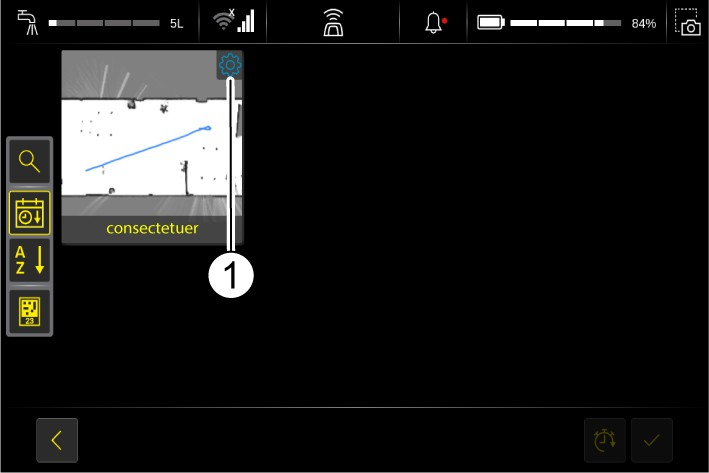 5L
X
84%
consectetuer
A
Z
23
1